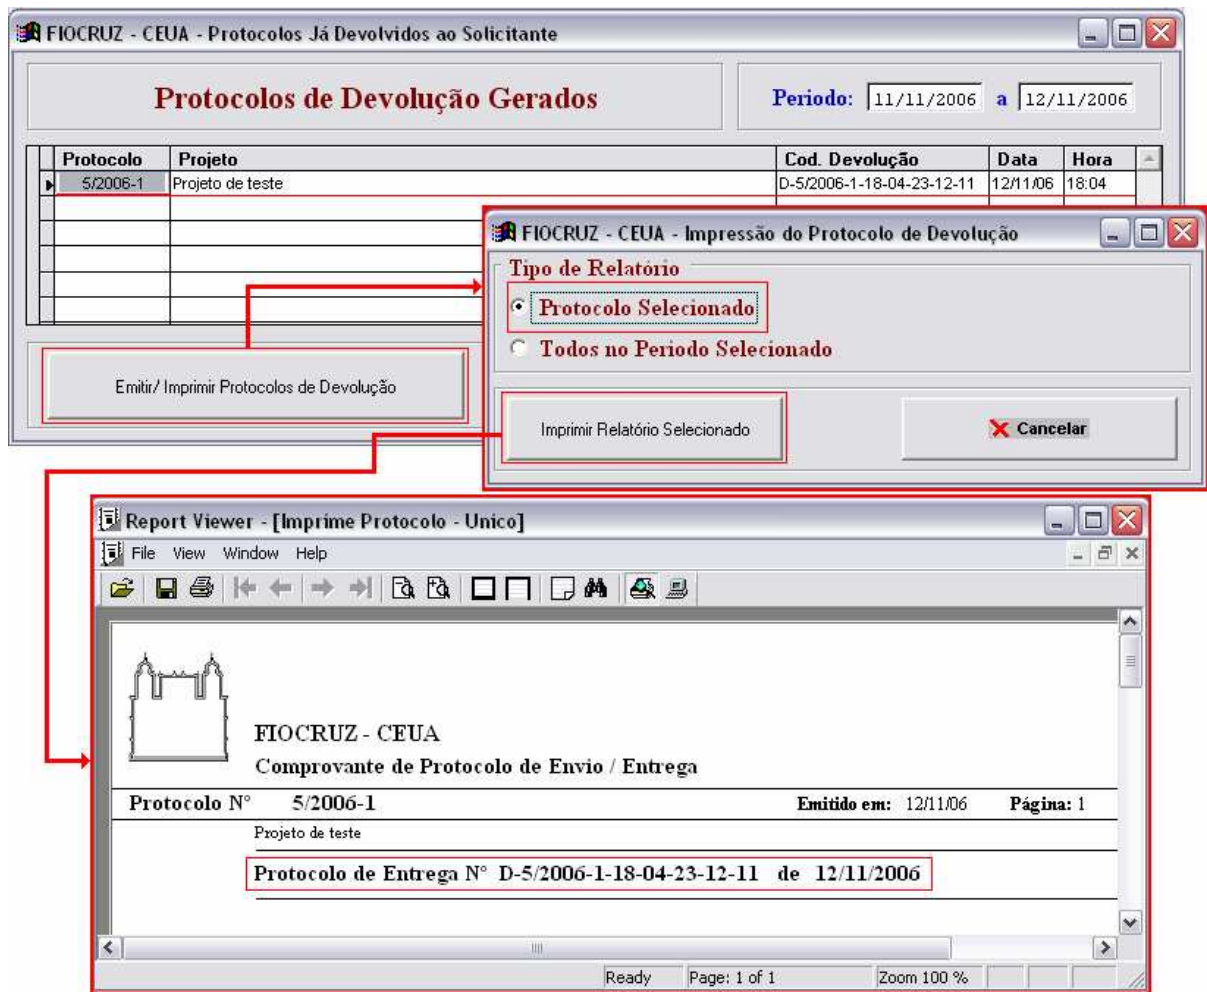 FIOCRUZ - CEUA - Protocolos Já Devolvidos ao Solicitante
Protocolos de Devolução Gerados
Periodo: 11/11/2006 a 12/11/2006
Protocolo Projeto Cod. Devolução Data Hora
5/2006-1 Projeto de teste D-5/2006-1-18-04-23-12-11 12/11/06 18:04
Emitir/ Imprimir Protocolos de Devolução
FIOCRUZ - CEUA - Impressão do Protocolo de Devolução
Tipo de Relatório
Protocolo Selecionado
Todos no Periodo Selecionado
Imprimir Relatório Selecionado
Cancelar
Report Viewer - [Imprime Protocolo - Unico]
File View Window Help
FIOCRUZ - CEUA
Comprovante de Protocolo de Envio / Entrega
Protocolo N° 5/2006-1 Emitido em: 12/11/06 Página: 1
Projeto de teste
Protocolo de Entrega N° D-5/2006-1-18-04-23-12-11 de 12/11/2006
Ready Page: 1 of 1 Zoom 100 %